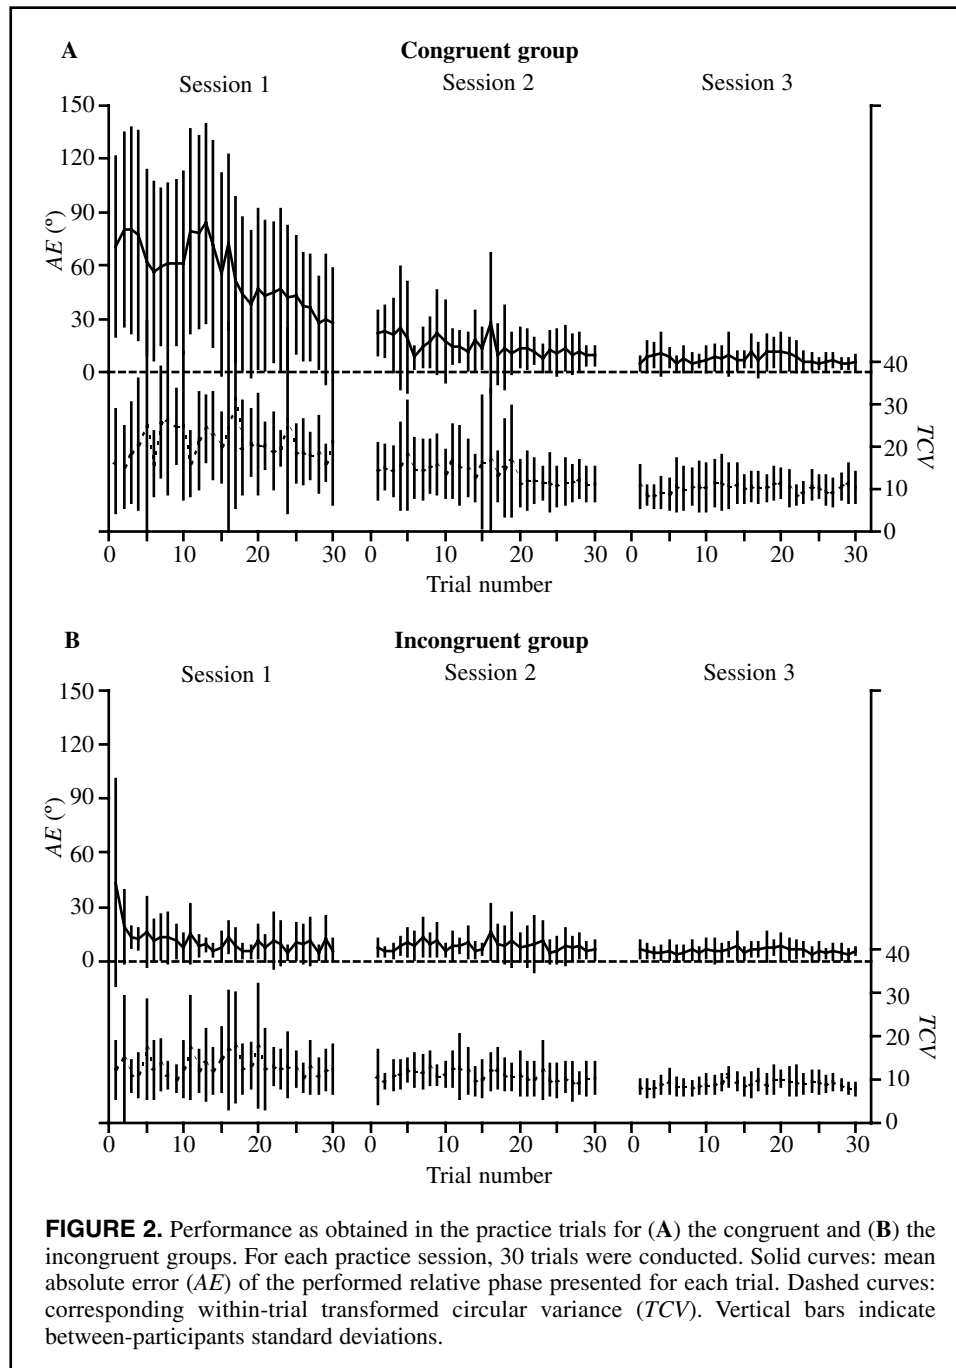 A
Congruent group
Session 1 Session 2 Session 3
150
120
90
60
30
0
AE (º)
40
30
20
10
0
TCV
0 10 20 30 0 10 20 30 0 10 20 30
Trial number
B
Incongruent group
Session 1 Session 2 Session 3
150
120
90
60
30
0
AE (º)
40
30
20
10
0
TCV
0 10 20 30 0 10 20 30 0 10 20 30
Trial number
FIGURE 2. Performance as obtained in the practice trials for (A) the congruent and (B) the
incongruent groups. For each practice session, 30 trials were conducted. Solid curves: mean
absolute error (AE) of the performed relative phase presented for each trial. Dashed curves:
corresponding within-trial transformed circular variance (TCV). Vertical bars indicate
between-participants standard deviations.